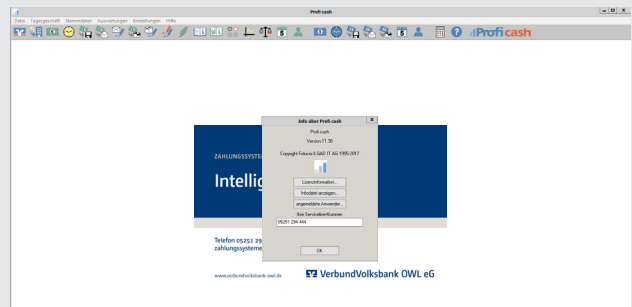 Profi cash
Datei Tagesgeschäft Stammdaten Auswertungen Einstellungen Hilfe
Profi cash
Info über Profi cash
Profi cash
Version 11.30
Copyright Fiducia & GAD IT AG 1995-2017
Lizenzinformation...
Infodatei anzeigen...
angemeldete Anwender...
Ihre Serviceline-Nummer
05251 294 444
OK
ZAHLUNGSSYSTE
Intellig
Telefon 05251 29
zahlungssysteme
www.verbundvolksbank-owl.de
VerbundVolksbank OWL eG